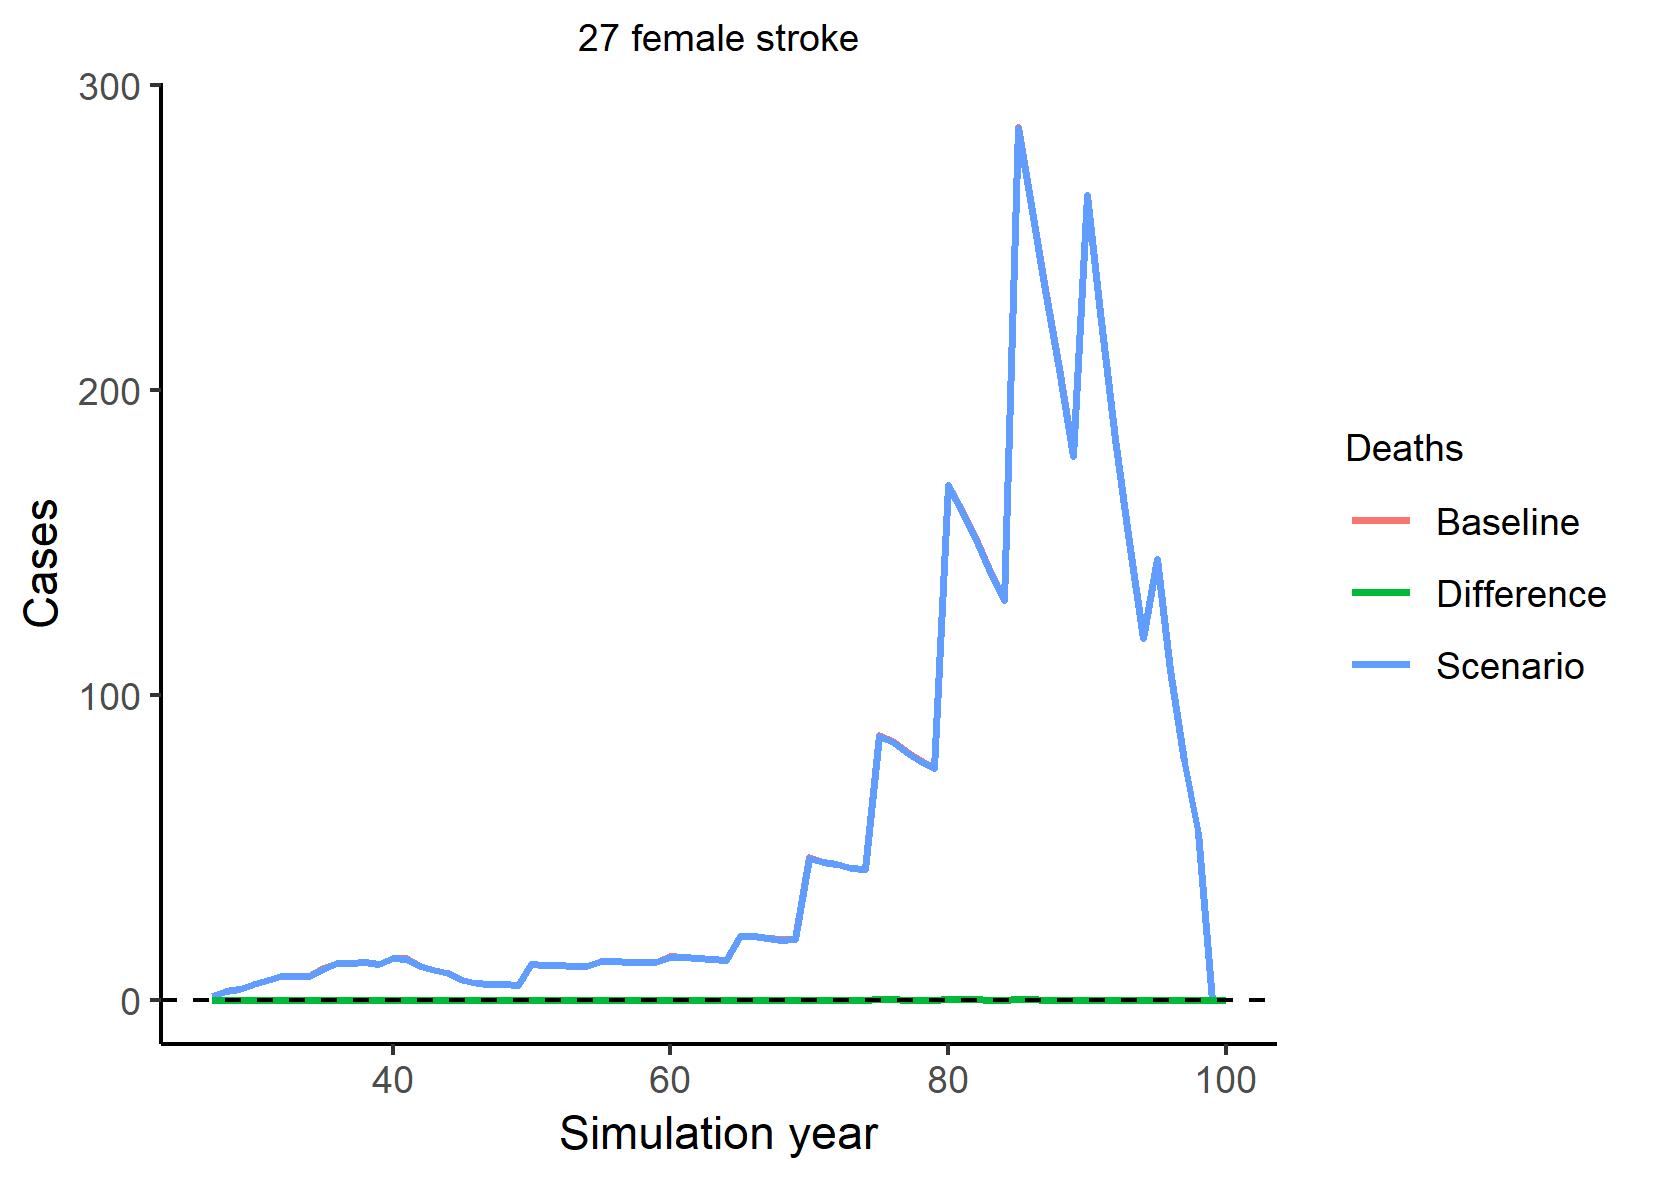 27 female stroke
300
200
100
0
Cases
40 60 80 100
Simulation year
Deaths
Baseline
Difference
Scenario